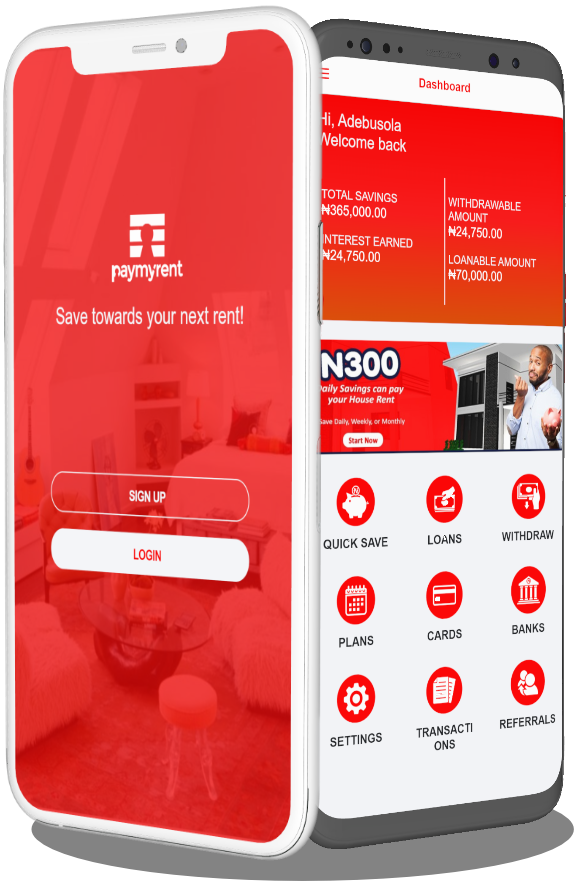 paymyrent
Save towards your next rent!
SIGN UP
LOGIN
Dashboard
Hi, Adebusola
Welcome back
TOTAL SAVINGS
₦365,000.00
INTEREST EARNED
₦24,750.00
WITHDRAWABLE
AMOUNT
₦24,750.00
LOANABLE AMOUNT
₦70,000.00
N300
Daily Savings can pay
your House Rent
Save Daily, Weekly, or Monthly
Start Now
QUICK SAVE
LOANS
WITHDRAW
PLANS
CARDS
BANKS
SETTINGS
TRANSACTI
ONS
REFERRALS